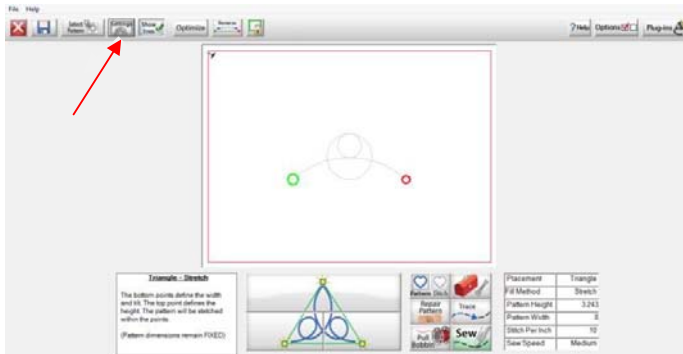 File Help
Select Pattern Settings Show Lines Optimize Reverse ? Help Options Plug-ins
Triangle - Stretch
The bottom points define the width
and tilt. The top point defines the
height. The pattern will be stretched
within the points.
(Pattern dimensions remain FIXED)
Pattern Stitch
Repair
Pattern
Trace
Pull
Bobbin
Sew
Placement Triangle
Fill Method Stretch
Pattern Height 3.243
Pattern Width 8
Stitch Per Inch 10
Sew Speed Medium